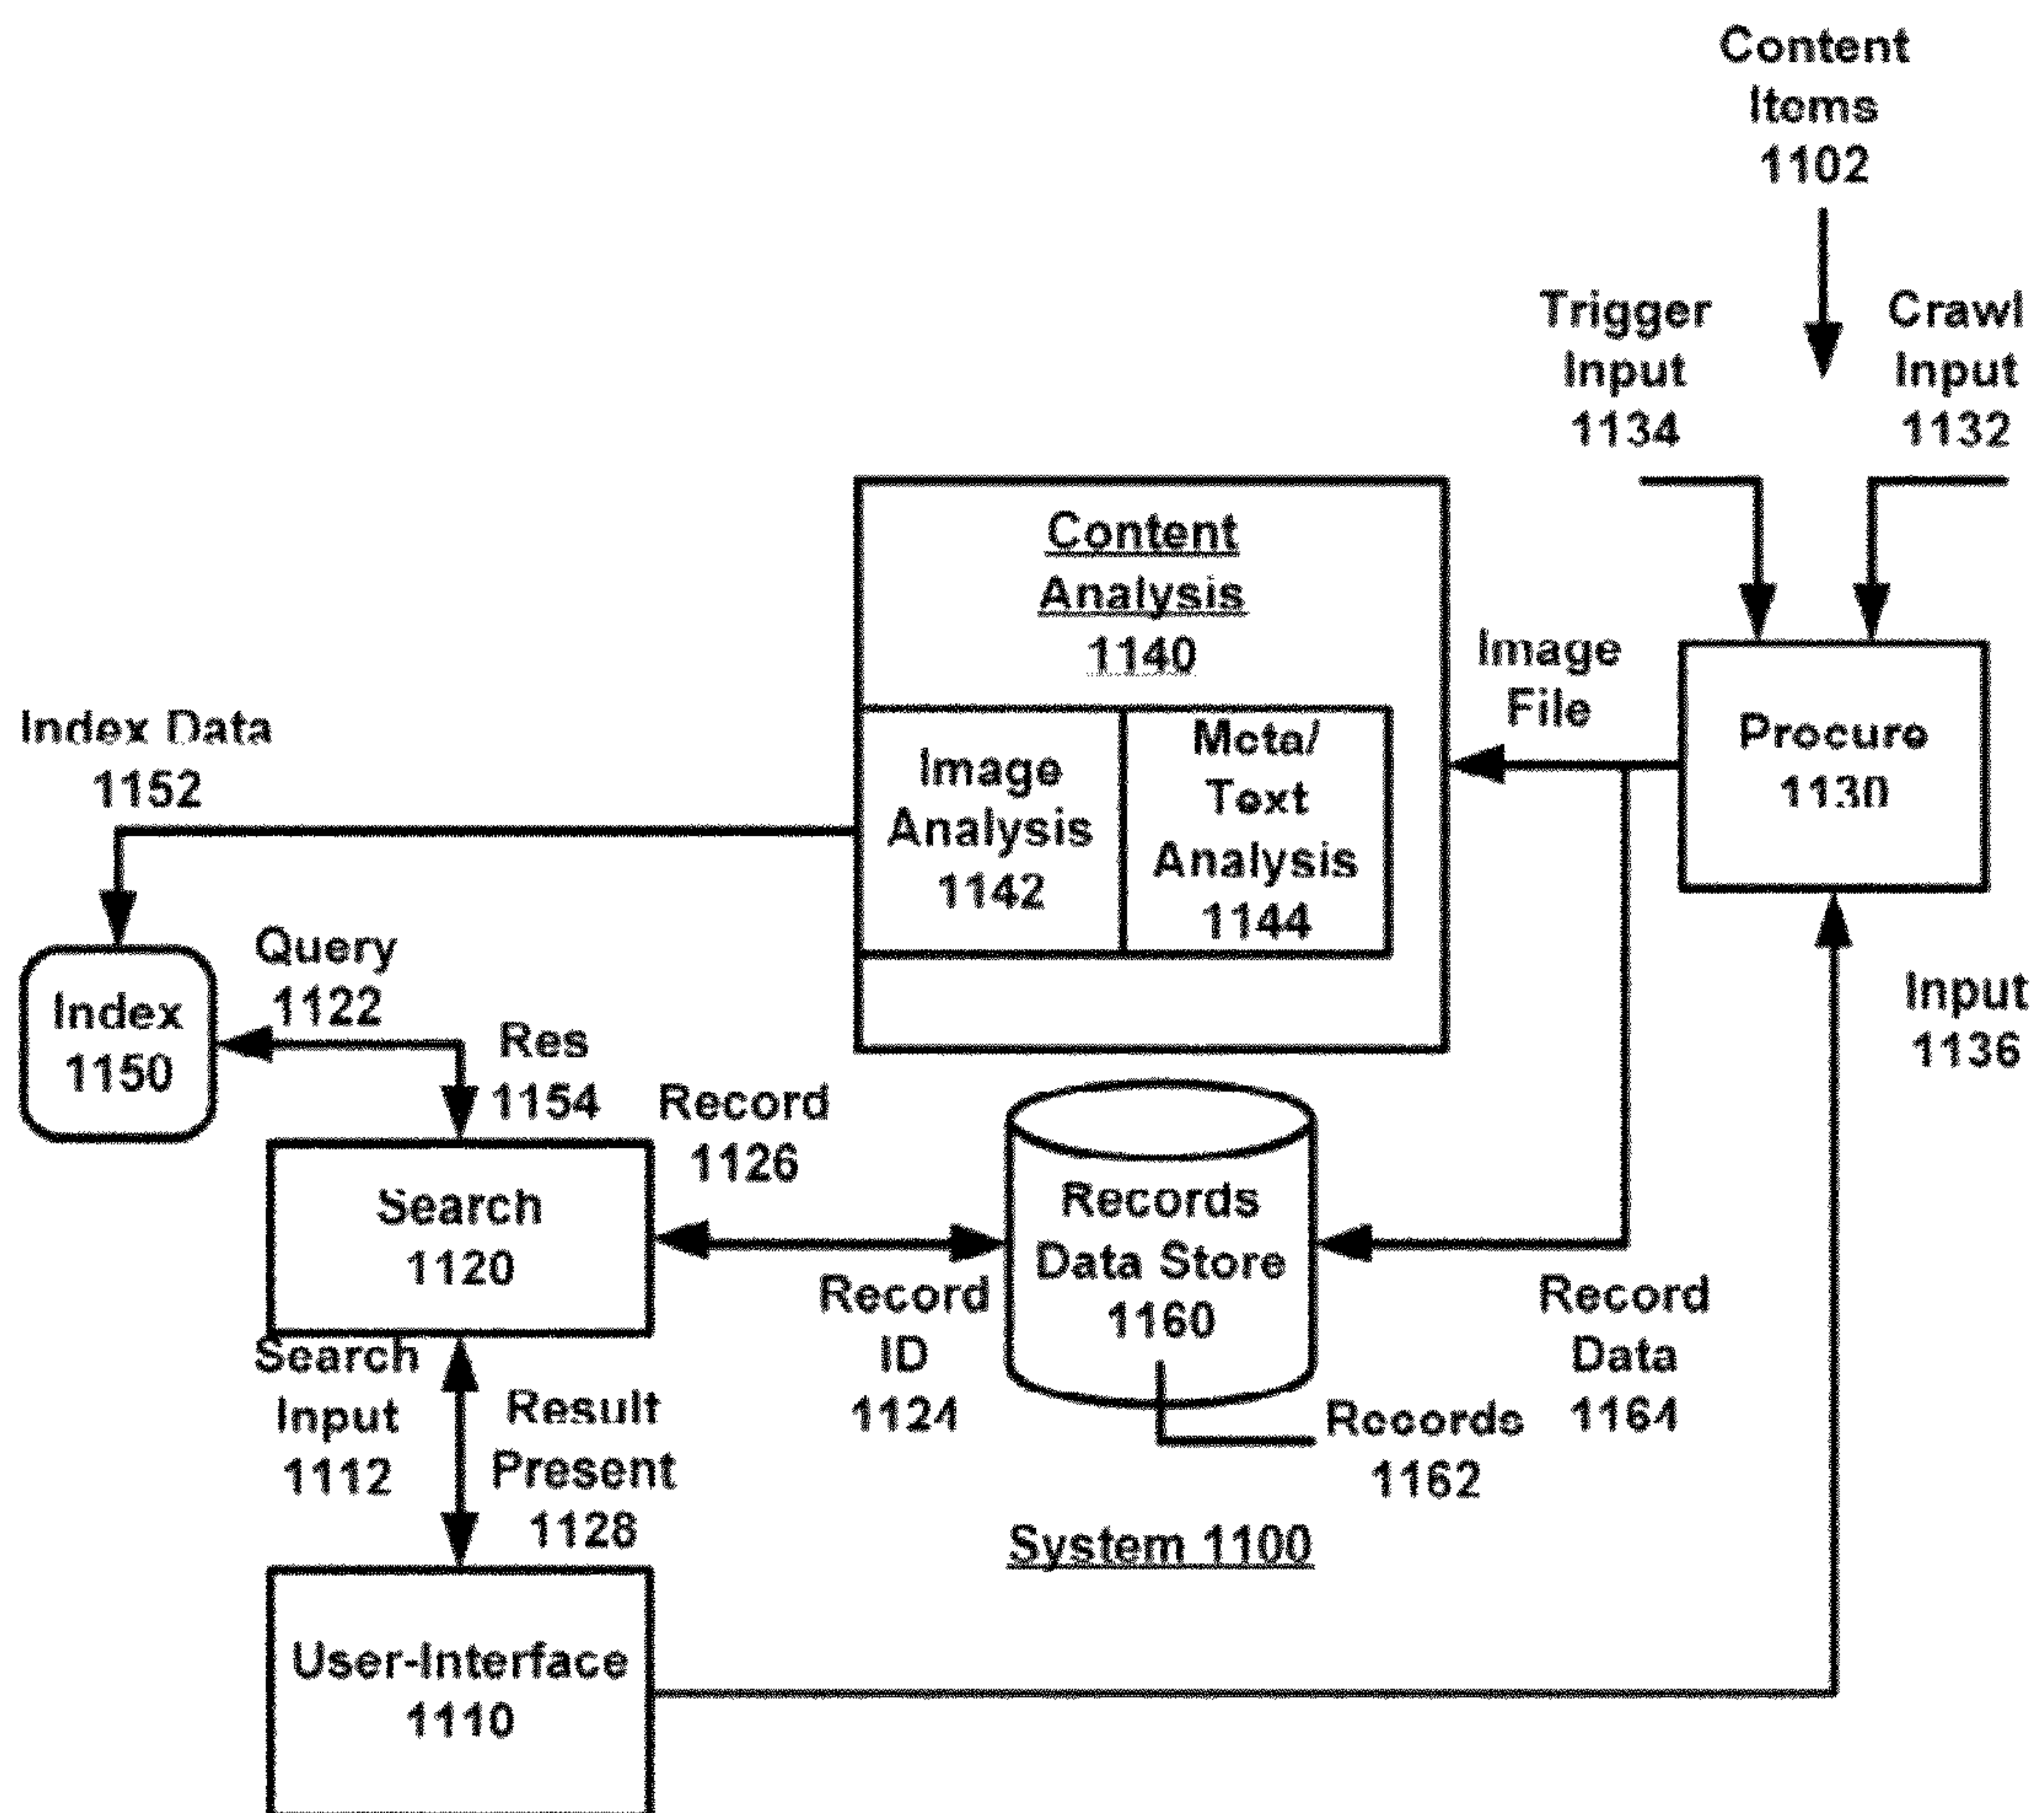 Content
Items
1102
Trigger
Input
1134
Crawl
Input
1132
Content
Analysis
1140
Image
File
Procure
1130
Index Data
1152
Image
Analysis
1142
Meta/
Text
Analysis
1144
Query
1122
Index
1150
Res
1154
Record
1126
Input
1136
Search
1120
Records
Data Store
1160
Record
ID
1124
Record
Data
1164
Search
Input
1112
Result
Present
1128
Records
1162
System 1100
User-Interface
1110